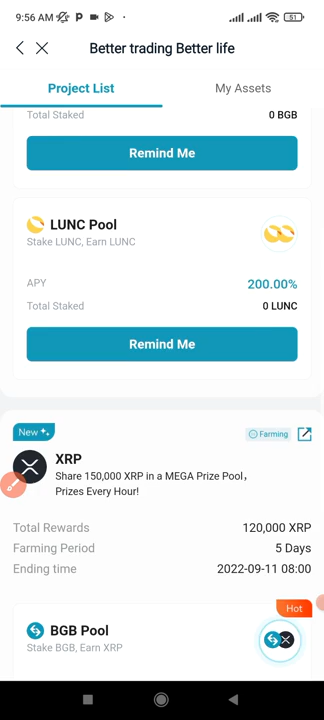 9:56 AM
51
Better trading Better life
Project List
My Assets
Total Staked 0 BGB
Remind Me
LUNC Pool
Stake LUNC, Earn LUNC
APY 200.00%
Total Staked 0 LUNC
Remind Me
New
Farming
XRP
Share 150,000 XRP in a MEGA Prize Pool,
Prizes Every Hour!
Total Rewards 120,000 XRP
Farming Period 5 Days
Ending time 2022-09-11 08:00
Hot
BGB Pool
Stake BGB, Earn XRP